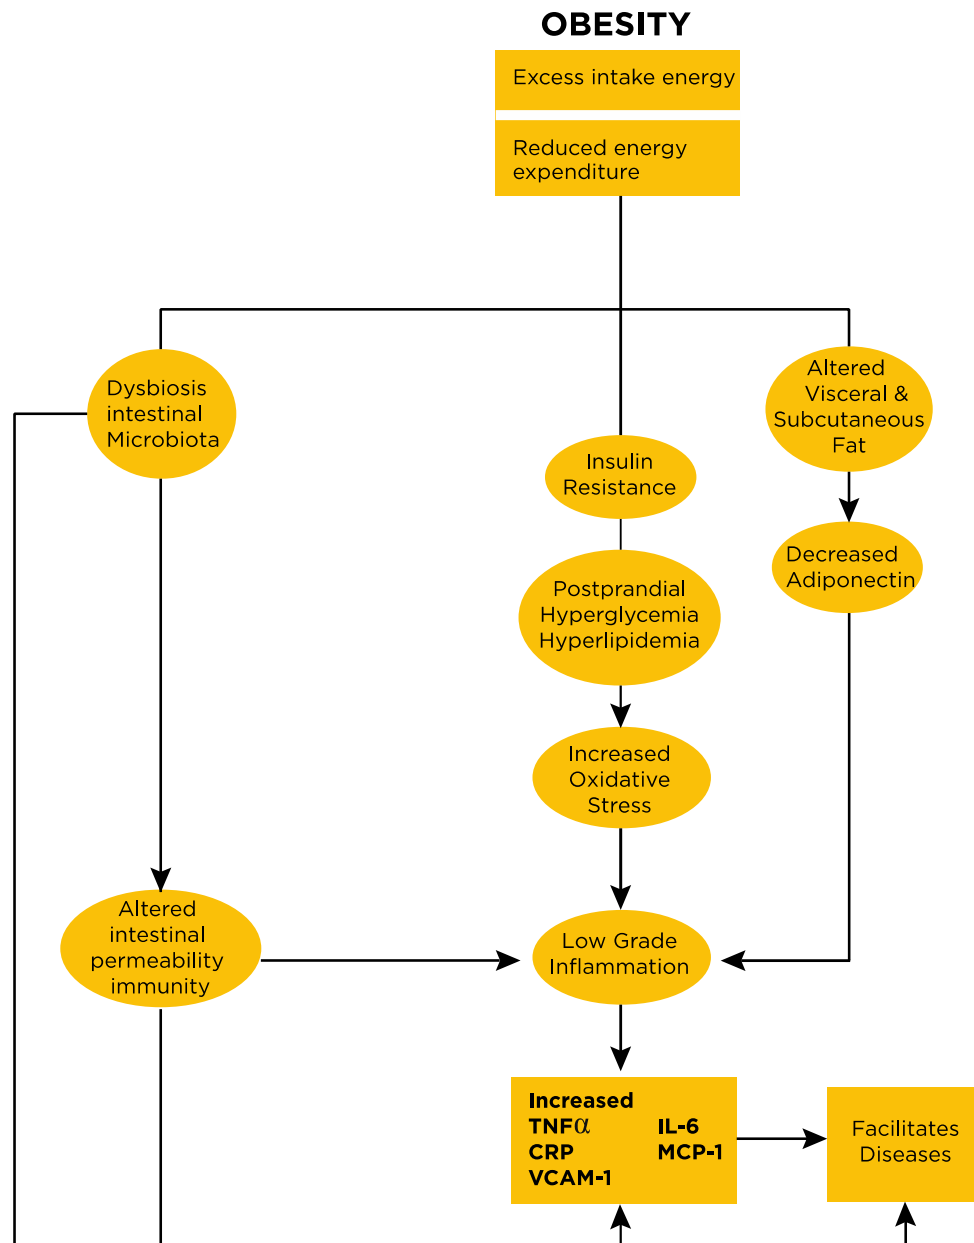 OBESITY
Excess intake energy
Reduced energy
expenditure
Dysbiosis
intestinal
Microbiota
Altered
Visceral &
Subcutaneous
Fat
Insulin
Resistance
Decreased
Adiponectin
Postprandial
Hyperglycemia
Hyperlipidemia
Increased
Oxidative
Stress
Altered
intestinal
permeability
immunity
Low Grade
Inflammation
Increased
TNFα IL-6
CRP MCP-1
VCAM-1
Facilitates
Diseases